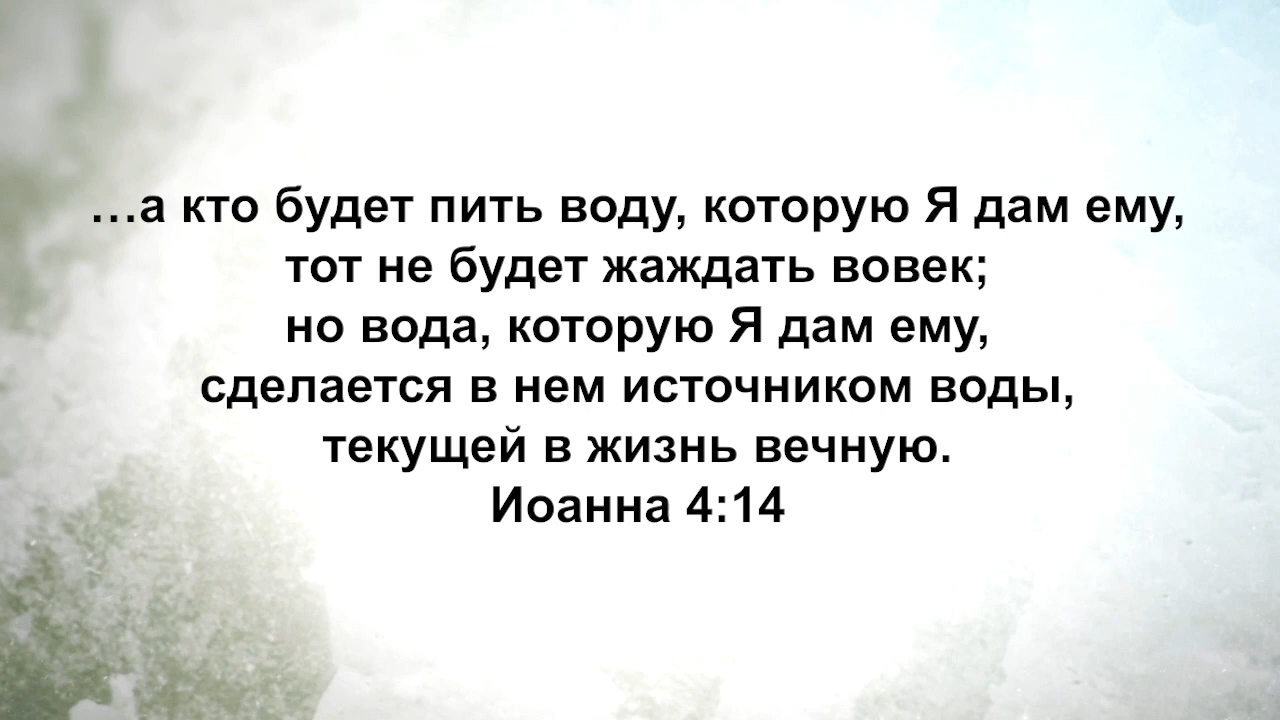 …а кто будет пить воду, которую Я дам ему,
тот не будет жаждать вовек;
но вода, которую Я дам ему,
сделается в нем источником воды,
текущей в жизнь вечную.
Иоанна 4:14